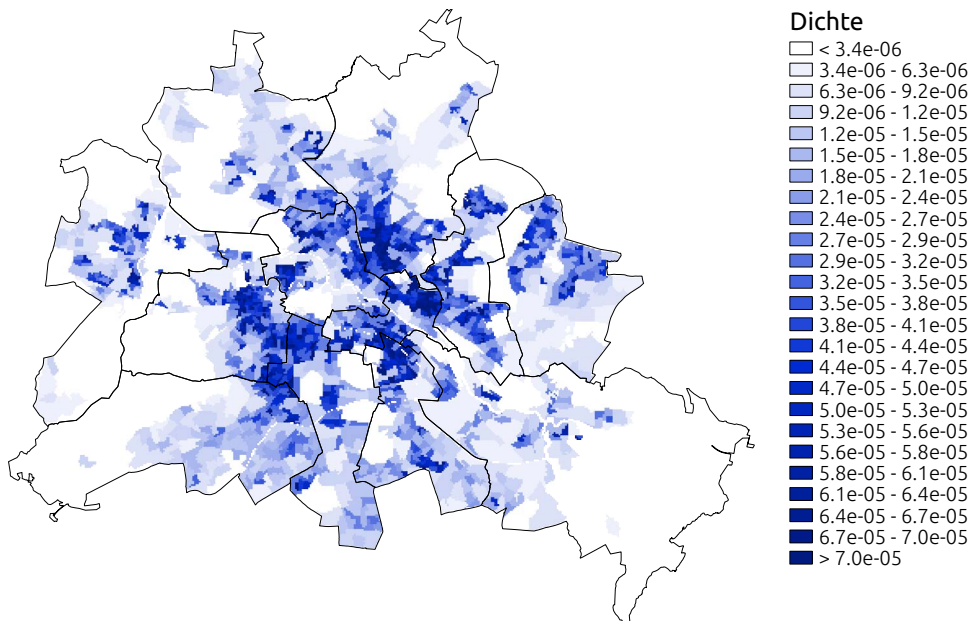 Dichte
< 3.4e-06
3.4e-06 - 6.3e-06
6.3e-06 - 9.2e-06
9.2e-06 - 1.2e-05
1.2e-05 - 1.5e-05
1.5e-05 - 1.8e-05
1.8e-05 - 2.1e-05
2.1e-05 - 2.4e-05
2.4e-05 - 2.7e-05
2.7e-05 - 2.9e-05
2.9e-05 - 3.2e-05
3.2e-05 - 3.5e-05
3.5e-05 - 3.8e-05
3.8e-05 - 4.1e-05
4.1e-05 - 4.4e-05
4.4e-05 - 4.7e-05
4.7e-05 - 5.0e-05
5.0e-05 - 5.3e-05
5.3e-05 - 5.6e-05
5.6e-05 - 5.8e-05
5.8e-05 - 6.1e-05
6.1e-05 - 6.4e-05
6.4e-05 - 6.7e-05
6.7e-05 - 7.0e-05
> 7.0e-05